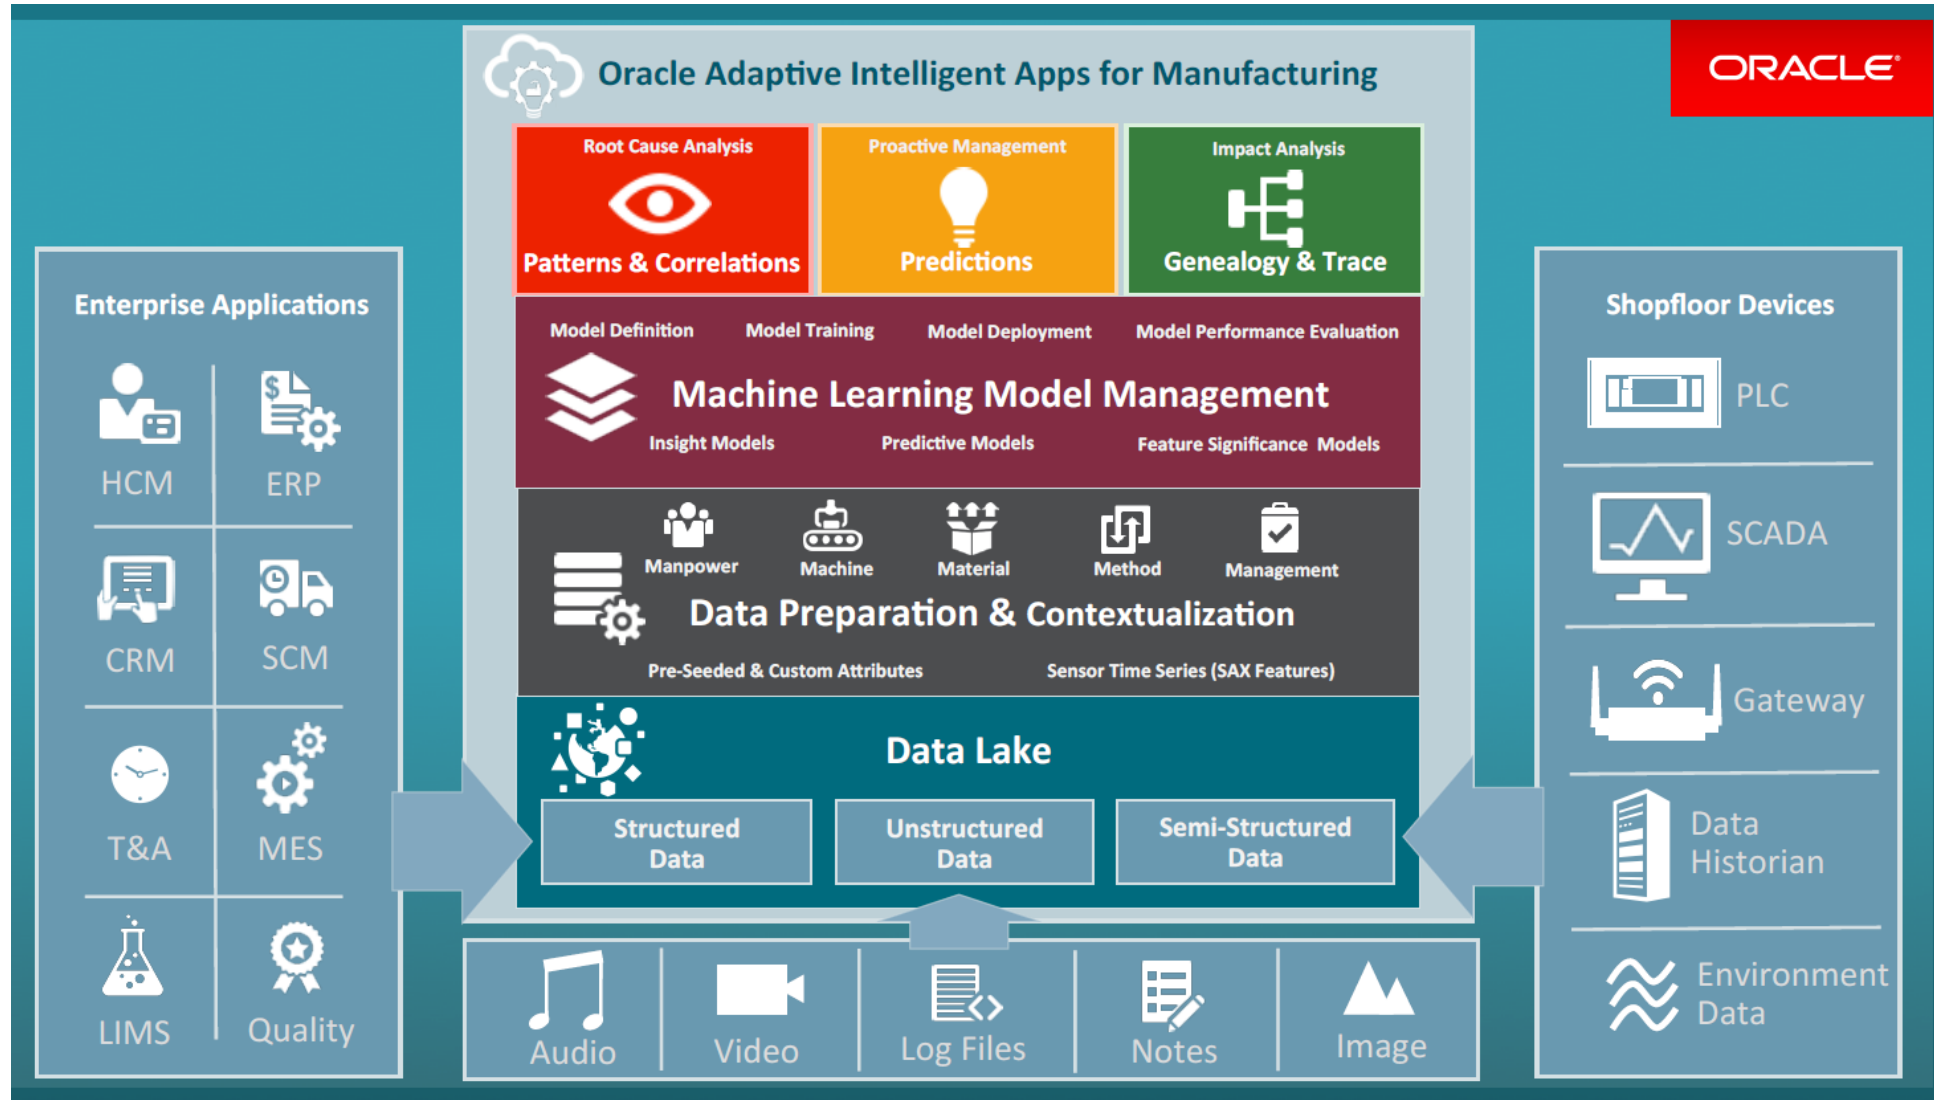 Oracle Adaptive Intelligent Apps for Manufacturing
ORACLE
Root Cause Analysis
Patterns & Correlations
Proactive Management
Predictions
Impact Analysis
Genealogy & Trace
Model Definition
Model Training
Model Deployment
Model Performance Evaluation
Machine Learning Model Management
Insight Models
Predictive Models
Feature Significance Models
Manpower
Machine
Material
Method
Management
Data Preparation & Contextualization
Pre-Seeded & Custom Attributes
Sensor Time Series (SAX Features)
Data Lake
Structured
Data
Unstructured
Data
Semi-Structured
Data
Enterprise Applications
$
HCM
ERP
CRM
SCM
T&A
MES
LIMS
Quality
Audio
Video
Log Files
Notes
Image
Shopfloor Devices
PLC
SCADA
Gateway
Data
Historian
Environment
Data